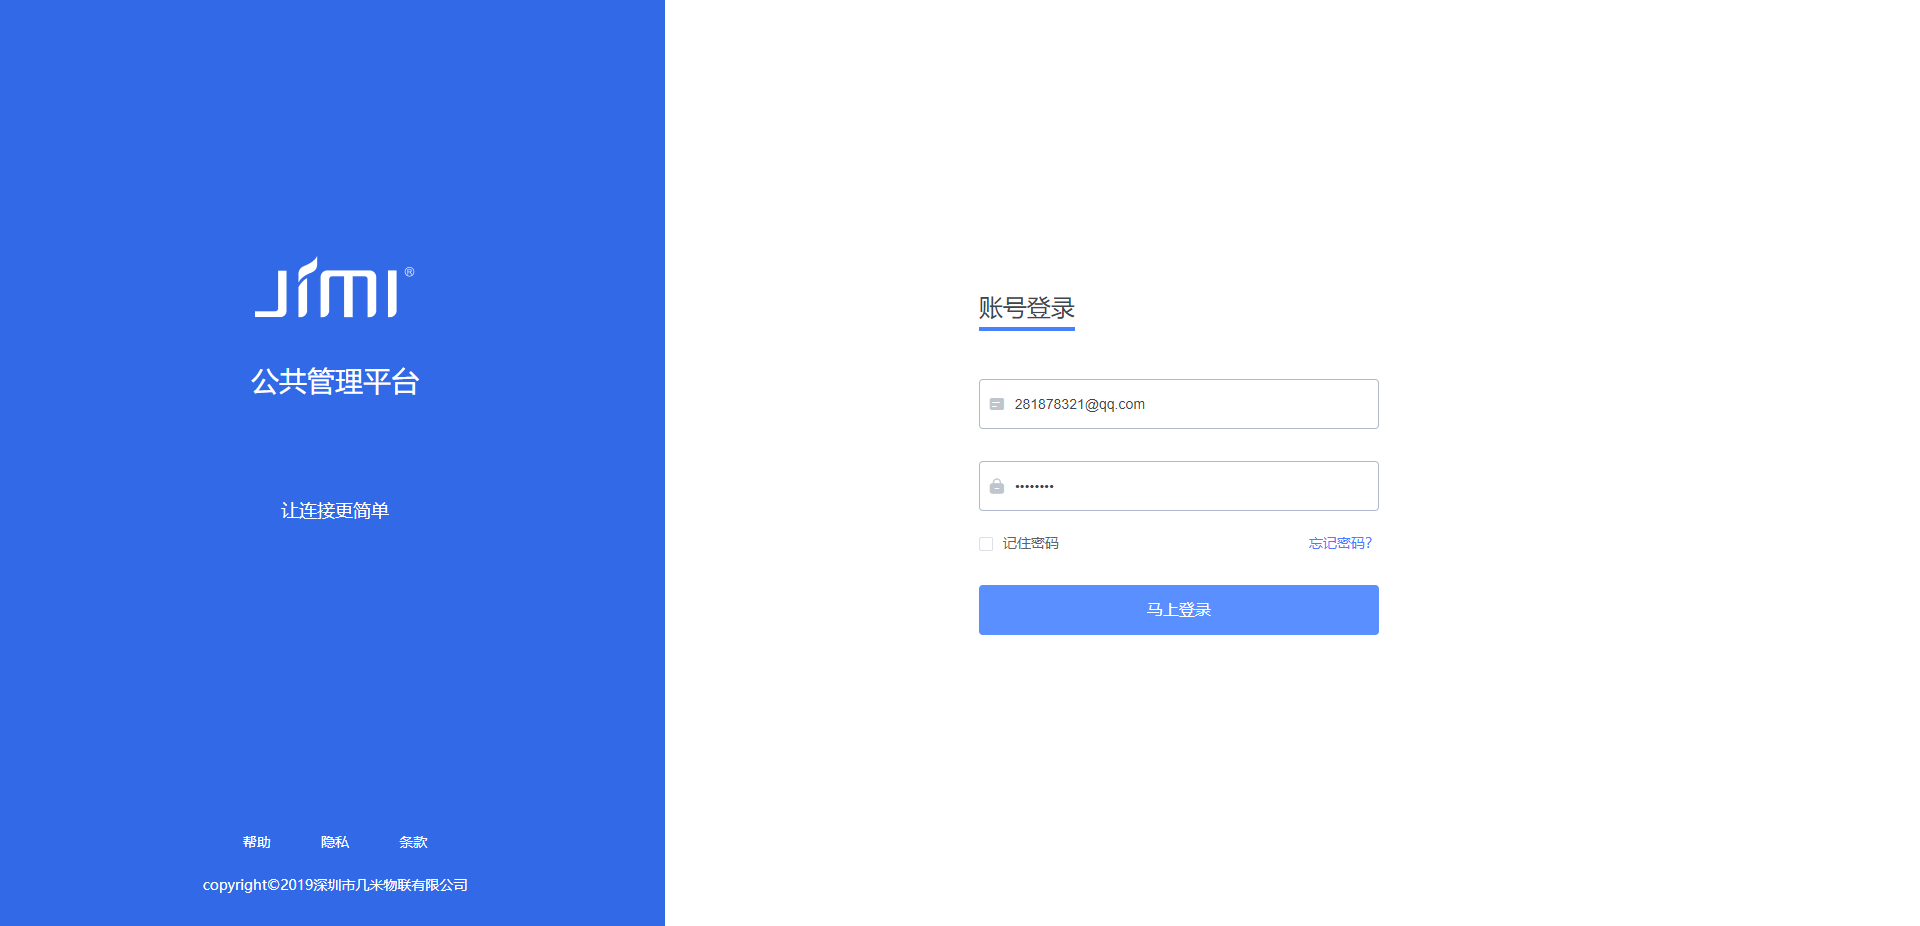 JIMI®
公共管理平台
让连接更简单
帮助 隐私 条款
copyright©2019深圳市几米物联有限公司
账号登录
281878321@qq.com
••••••••
记住密码 忘记密码?
马上登录